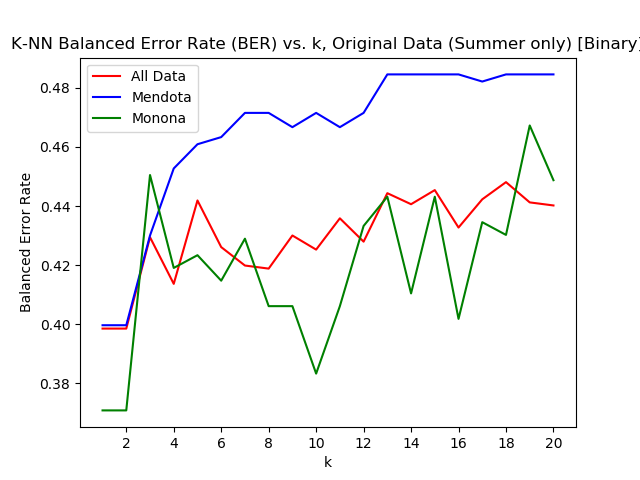 K-NN Balanced Error Rate (BER) vs. k, Original Data (Summer only) [Binary]
All Data
Mendota
Monona
Balanced Error Rate
0.48
0.46
0.44
0.42
0.40
0.38
2 4 6 8 10 12 14 16 18 20
k